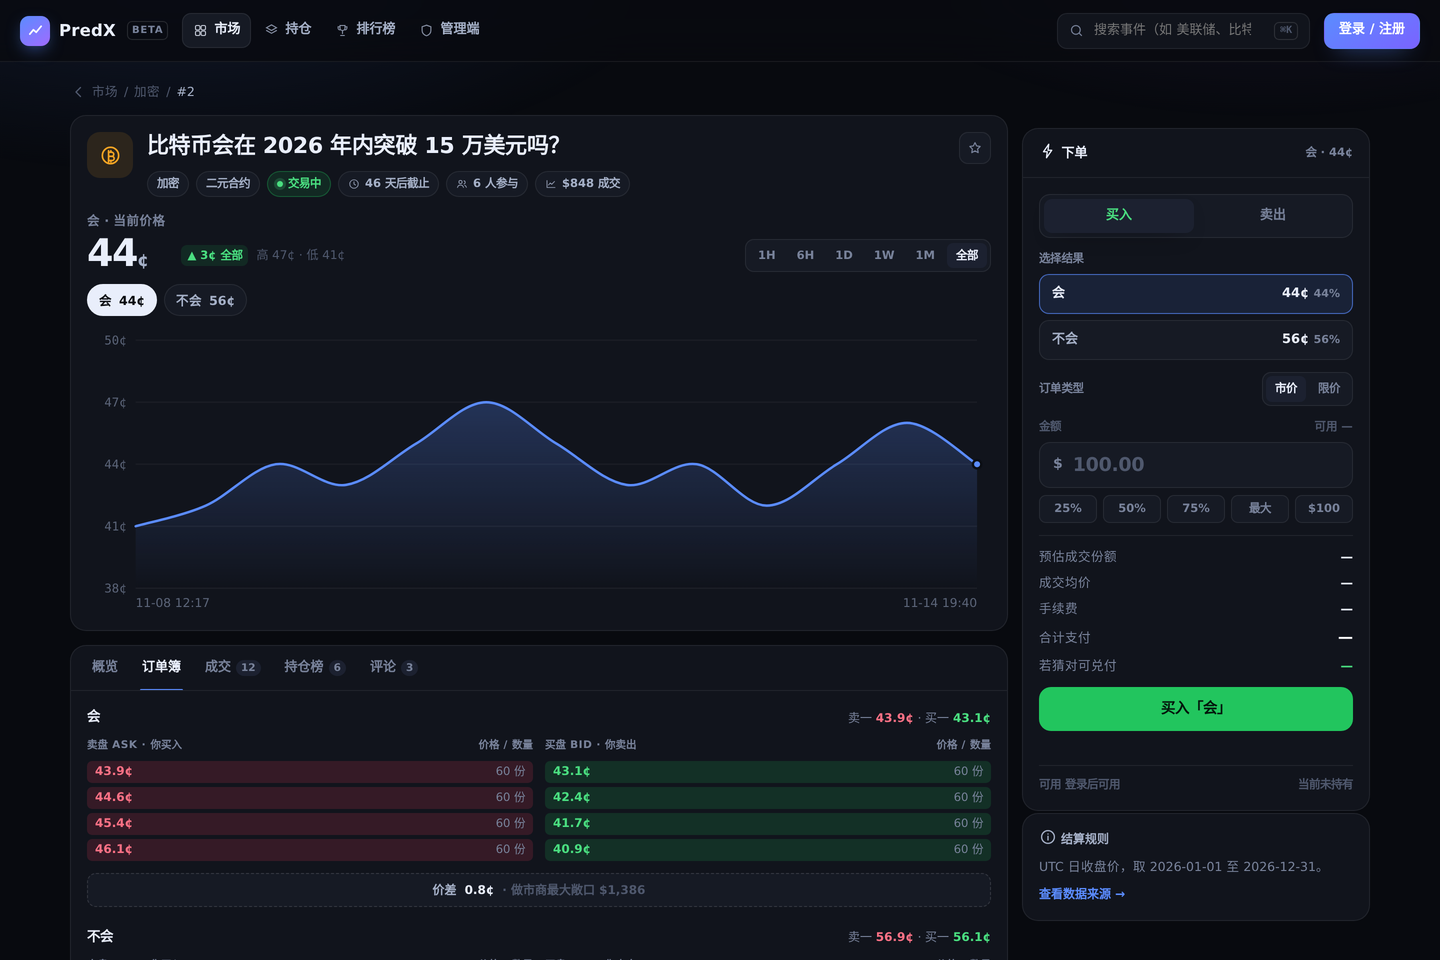 PredX BETA 市场 持仓 排行榜 管理端 搜索事件（如 美联储、比特 ⌘K 登录 / 注册
市场 / 加密 / #2
比特币会在 2026 年内突破 15 万美元吗？
加密 二元合约 交易中 46 天后截止 6 人参与 $848 成交
会 · 当前价格
44¢ ▲ 3¢ 全部 高 47¢ · 低 41¢
1H 6H 1D 1W 1M 全部
会 44¢ 不会 56¢
50¢
47¢
44¢
41¢
38¢
11-08 12:17 11-14 19:40
概览 订单簿 成交 12 持仓榜 6 评论 3
会 卖一 43.9¢ · 买一 43.1¢
卖盘 ASK · 你买入 价格 / 数量 买盘 BID · 你卖出 价格 / 数量
43.9¢ 60 份 43.1¢ 60 份
44.6¢ 60 份 42.4¢ 60 份
45.4¢ 60 份 41.7¢ 60 份
46.1¢ 60 份 40.9¢ 60 份
价差 0.8¢ · 做市商最大敞口 $1,386
不会 卖一 56.9¢ · 买一 56.1¢
下单 会 · 44¢
买入 卖出
选择结果
会 44¢ 44%
不会 56¢ 56%
订单类型 市价 限价
金额 可用 —
$ 100.00
25% 50% 75% 最大 $100
预估成交份额 —
成交均价 —
手续费 —
合计支付 —
若猜对可兑付 —
买入「会」
可用 登录后可用 当前未持有
结算规则
UTC 日收盘价，取 2026-01-01 至 2026-12-31。
查看数据来源 →